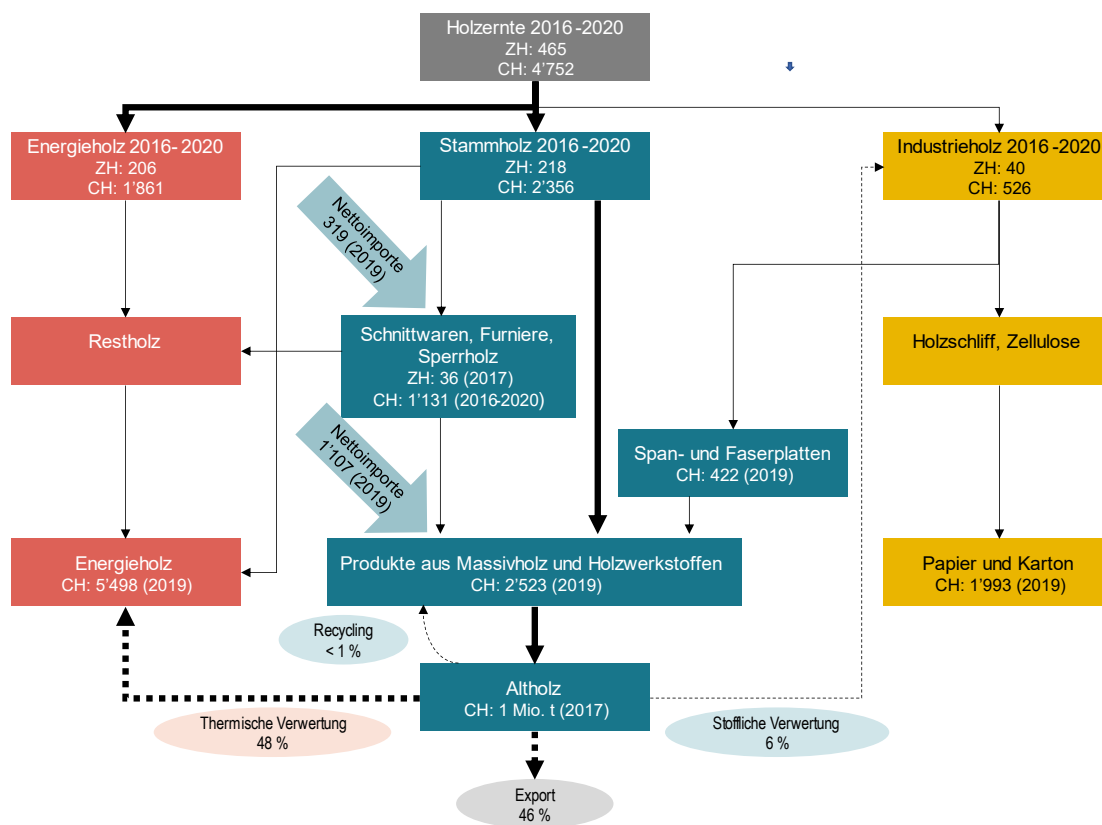 Holzernte 2016-2020
ZH: 465
CH: 4'752
Energieholz 2016-2020
ZH: 206
CH: 1'861
Stammholz 2016-2020
ZH: 218
CH: 2'356
Industrieholz 2016-2020
ZH: 40
CH: 526
Nettoimporte
319 (2019)
Restholz
Schnittwaren, Furniere,
Sperrholz
ZH: 36 (2017)
CH: 1'131 (2016-2020)
Holzschliff, Zellulose
Nettoimporte
1'107 (2019)
Span- und Faserplatten
CH: 422 (2019)
Energieholz
CH: 5'498 (2019)
Produkte aus Massivholz und Holzwerkstoffen
CH: 2'523 (2019)
Papier und Karton
CH: 1'993 (2019)
Recycling
< 1 %
Altholz
CH: 1 Mio. t (2017)
Thermische Verwertung
48 %
Stoffliche Verwertung
6 %
Export
46 %